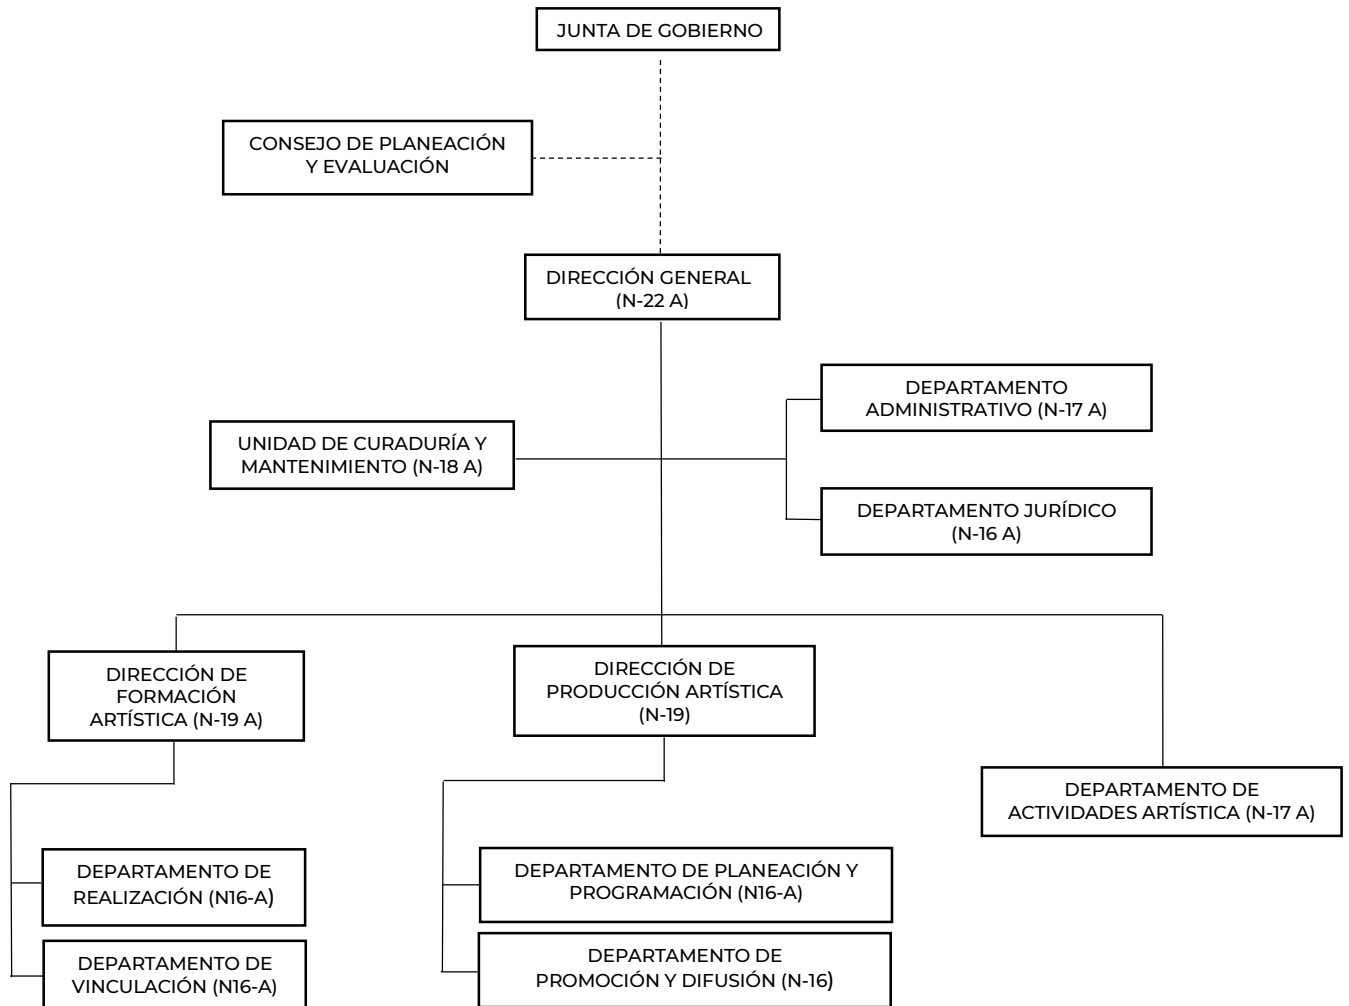 JUNTA DE GOBIERNO
CONSEJO DE PLANEACIÓN
Y EVALUACIÓN
DIRECCIÓN GENERAL
(N-22 A)
DEPARTAMENTO
ADMINISTRATIVO (N-17 A)
UNIDAD DE CURADURÍA Y
MANTENIMIENTO (N-18 A)
DEPARTAMENTO JURÍDICO
(N-16 A)
DIRECCIÓN DE
FORMACIÓN
ARTÍSTICA (N-19 A)
DIRECCIÓN DE
PRODUCCIÓN ARTÍSTICA
(N-19)
DEPARTAMENTO DE
ACTIVIDADES ARTÍSTICA (N-17 A)
DEPARTAMENTO DE
REALIZACIÓN (N16-A)
DEPARTAMENTO DE PLANEACIÓN Y
PROGRAMACIÓN (N16-A)
DEPARTAMENTO DE
VINCULACIÓN (N16-A)
DEPARTAMENTO DE
PROMOCIÓN Y DIFUSIÓN (N-16)